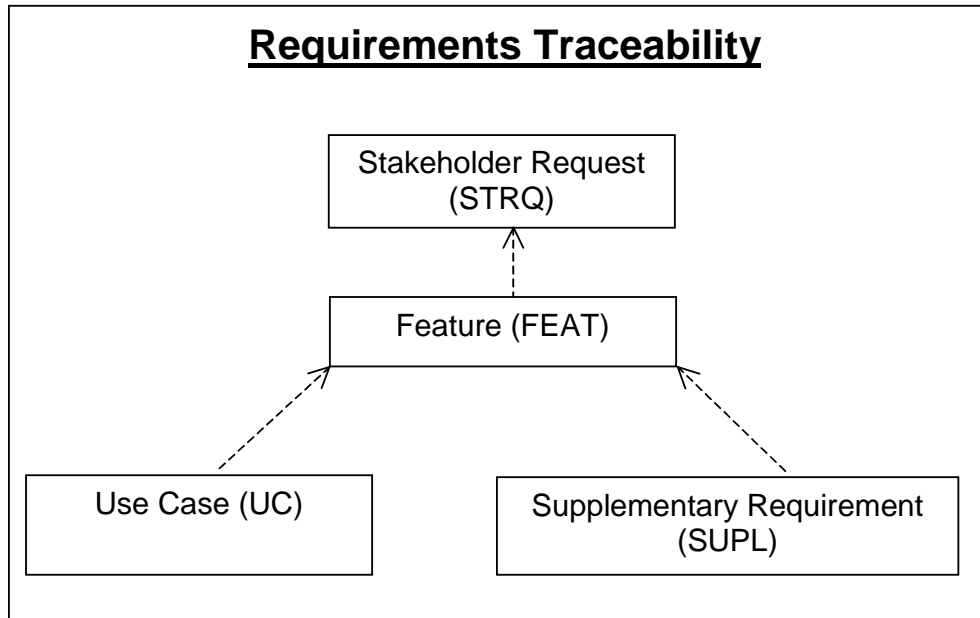 Requirements Traceability
Stakeholder Request
(STRQ)
Feature (FEAT)
Use Case (UC)
Supplementary Requirement
(SUPL)